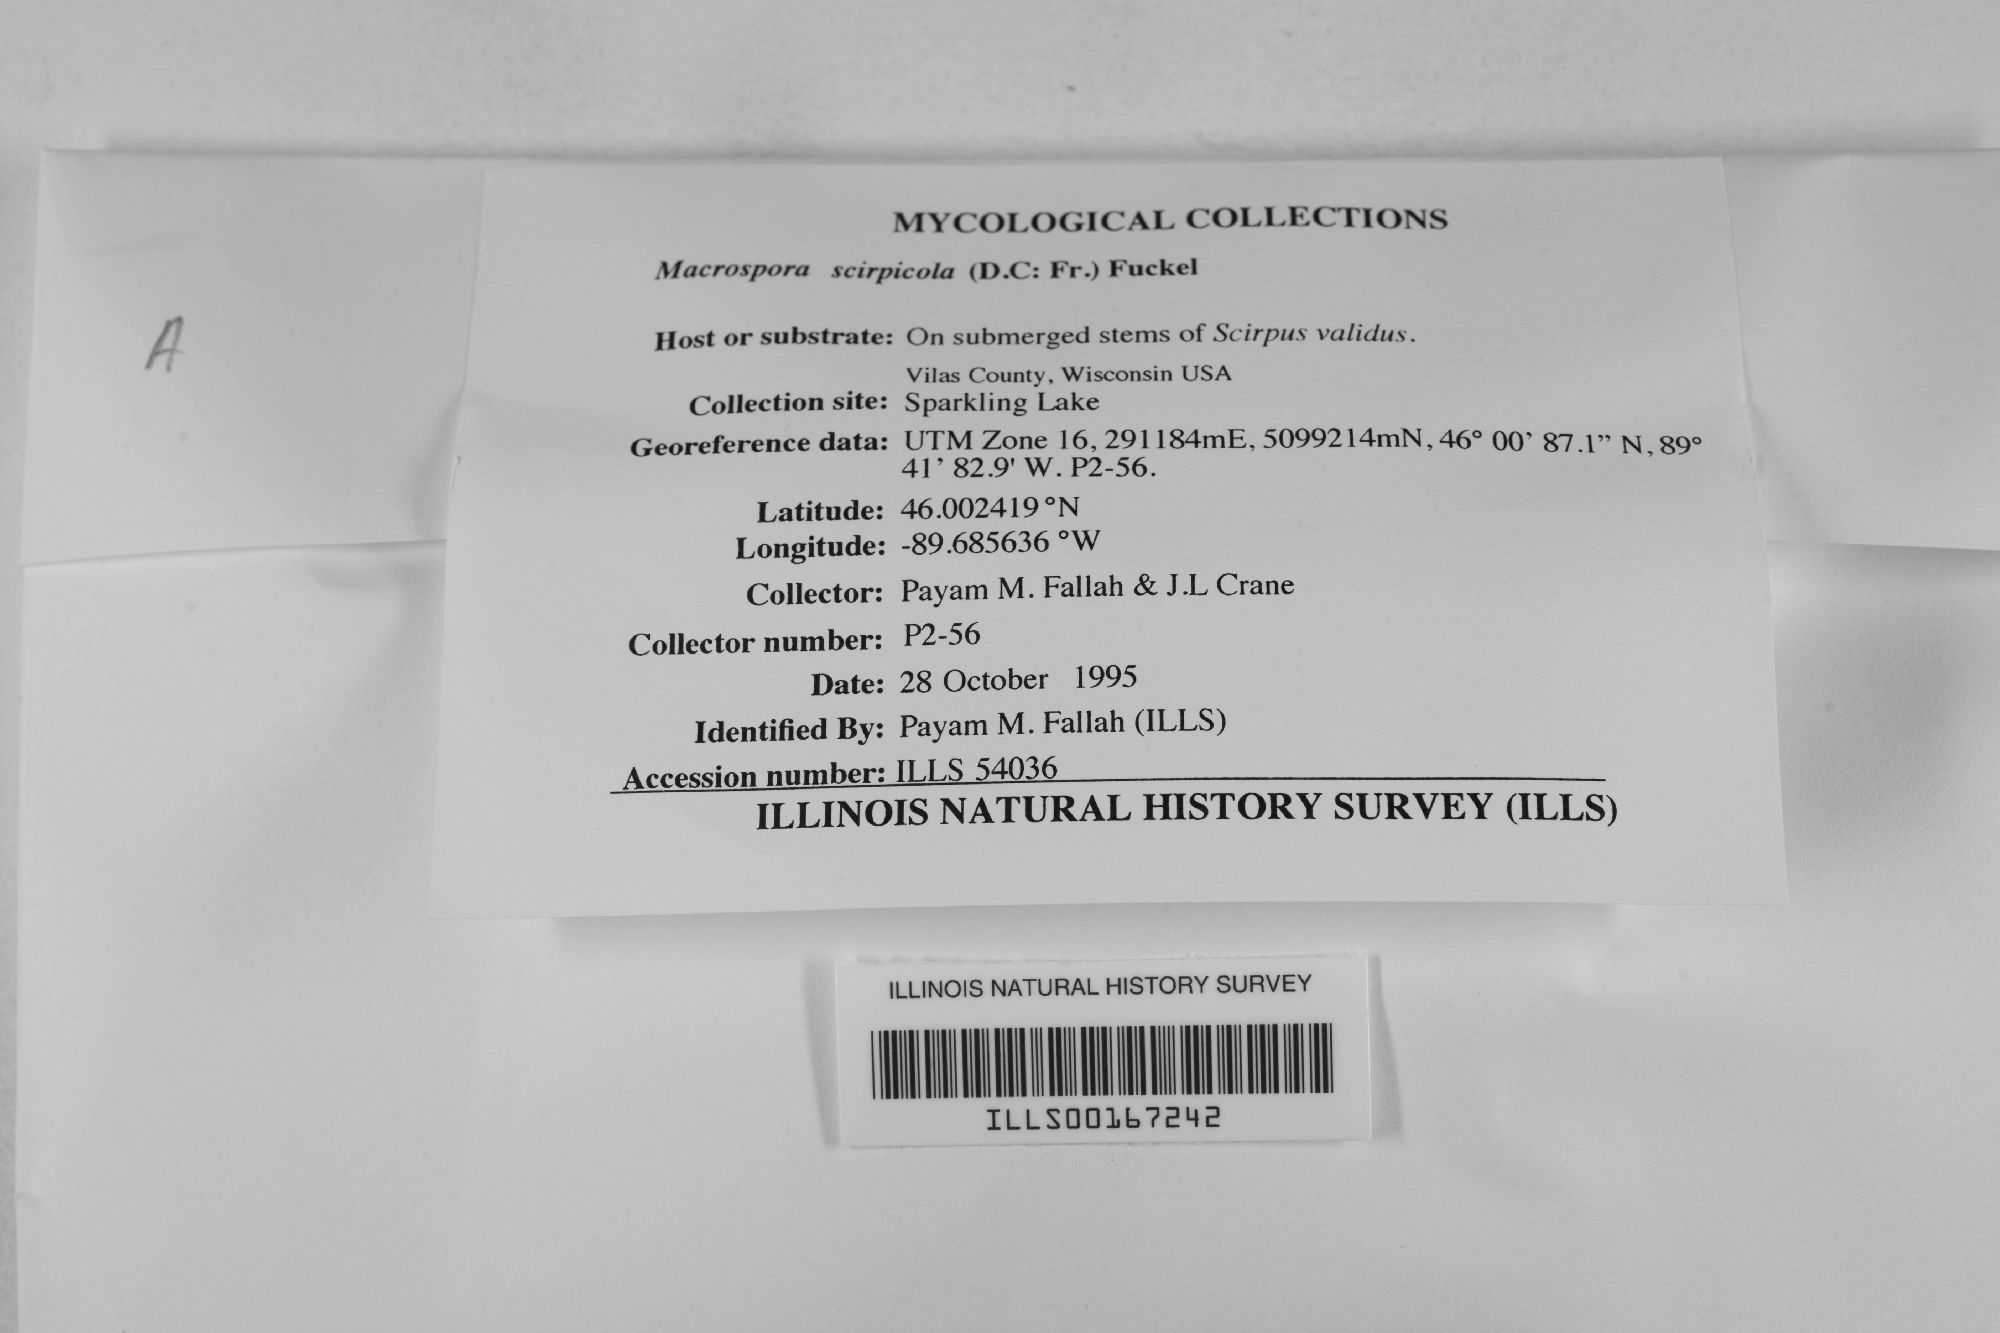 MYCOLOGICAL COLLECTIONS
Macrospora scirpicola (D.C: Fr.) Fuckel
A
Host or substrate: On submerged stems of Scirpus validus.
Vilas County, Wisconsin USA
Collection site: Sparkling Lake
Georeference data: UTM Zone 16, 291184mE, 5099214mN, 46° 00’ 87.1” N, 89°
41’ 82.9' W. P2-56.
Latitude: 46.002419°N
Longitude: -89.685636 °W
Collector: Payam M. Fallah & J.L Crane
Collector number: P2-56
Date: 28 October 1995
Identified By: Payam M. Fallah (ILLS)
Accession number: ILLS 54036
ILLINOIS NATURAL HISTORY SURVEY (ILLS)
ILLINOIS NATURAL HISTORY SURVEY
ILLS00167242